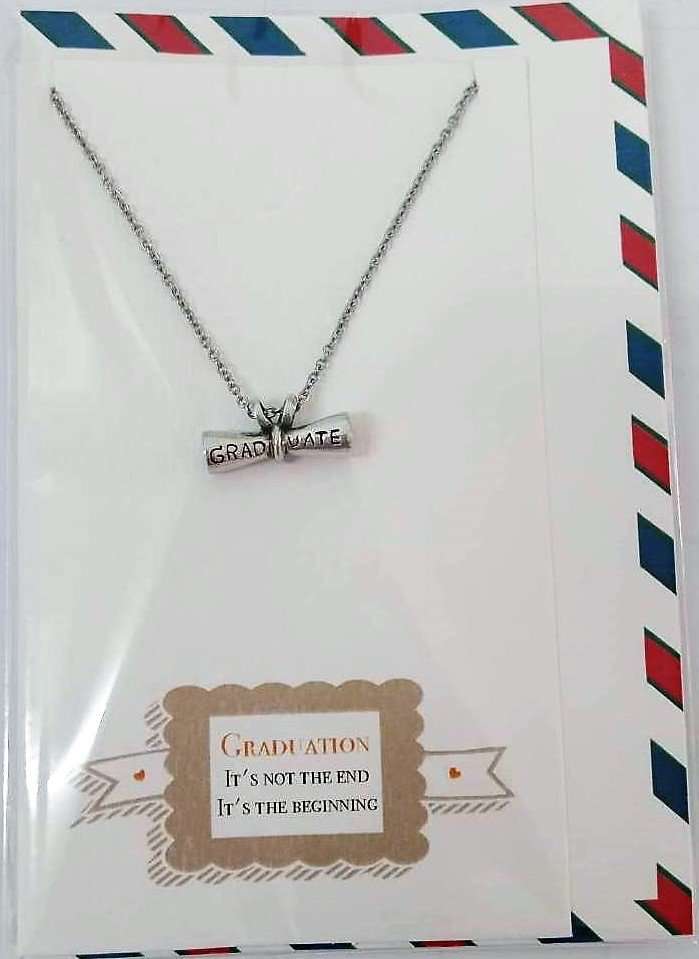 GRADUATE
GRADUATION
IT'S NOT THE END
IT'S THE BEGINNING